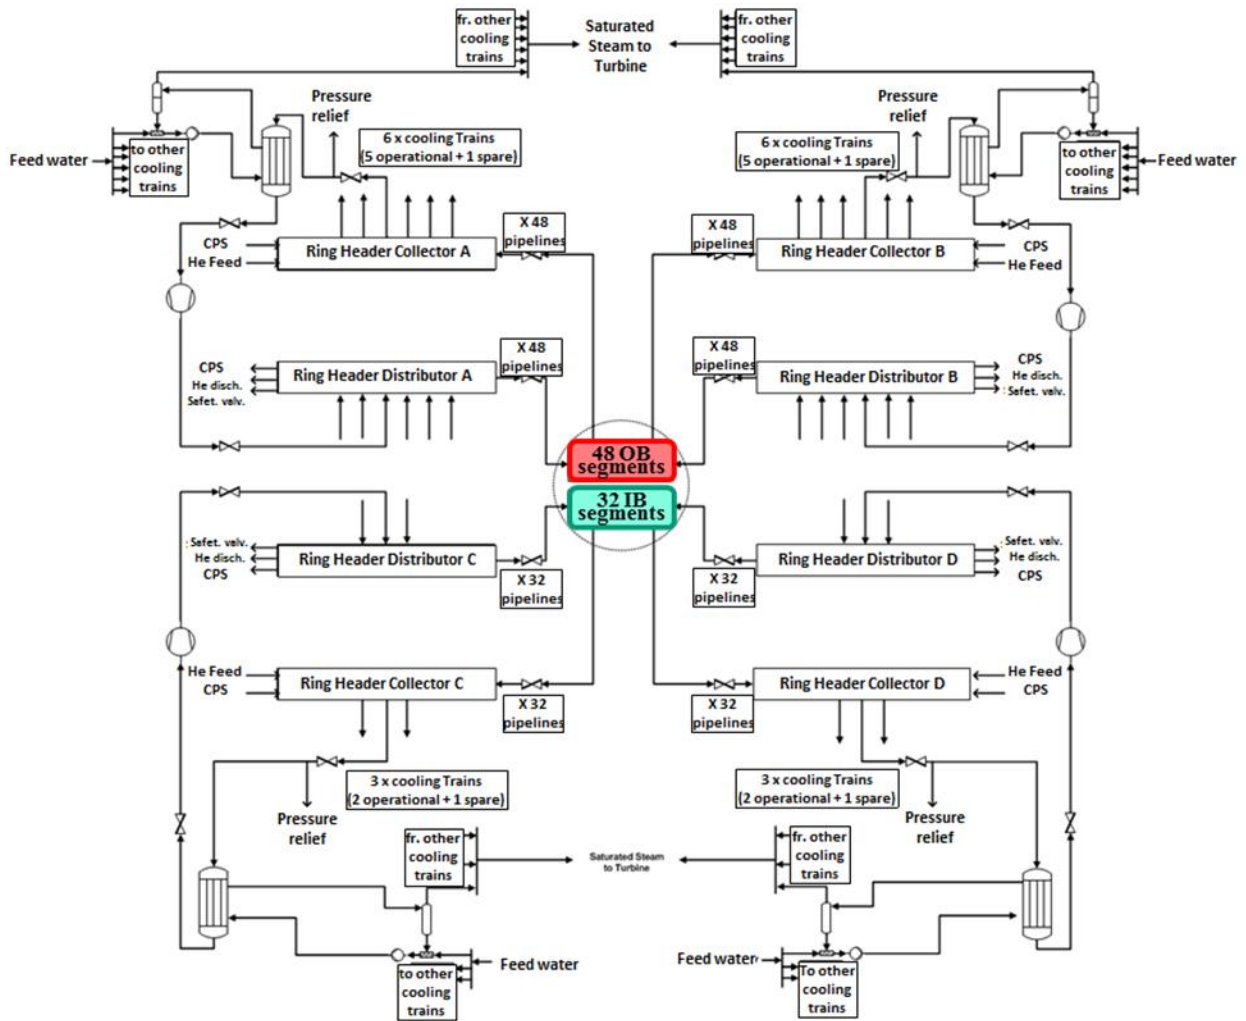 fr. other
cooling
trains
Saturated
Steam to
Turbine
fr. other
cooling
trains
Pressure
relief
6 x cooling Trains
(5 operational + 1 spare)
Feed water
to other
cooling
trains
Pressure
relief
6 x cooling Trains
(5 operational + 1 spare)
to other
cooling
trains
Feed water
CPS
He Feed
Ring Header Collector A
X 48
pipelines
X 48
pipelines
Ring Header Collector B
CPS
He Feed
CPS
He disch.
Safet. valv.
Ring Header Distributor A
X 48
pipelines
X 48
pipelines
Ring Header Distributor B
CPS
He disch.
: Safet. valv.
48 OB
segments
32 IB
segments
: Safet. valv.
He disch.
CPS
Ring Header Distributor C
X 32
pipelines
X 32
pipelines
Ring Header Distributor D
: Safet. valv.
He disch.
CPS
He Feed
CPS
Ring Header Collector C
X 32
pipelines
X 32
pipelines
Ring Header Collector D
He Feed
CPS
3 x cooling Trains
(2 operational + 1 spare)
Pressure
relief
3 x cooling Trains
(2 operational + 1 spare)
Pressure
relief
fr. other
cooling
trains
Saturated Steam
to Turbine
fr. other
cooling
trains
Feed water
to other
cooling
trains
Feed water
To other
cooling
trains